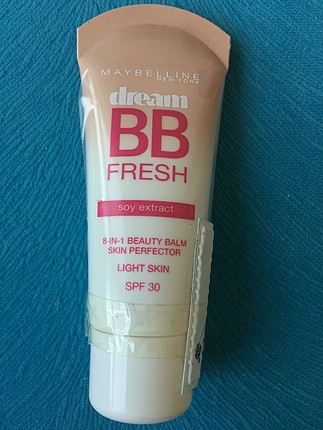 MAYBELLINE
NEW YORK
dream
BB
FRESH
soy extract
8-IN-1 BEAUTY BALM
SKIN PERFECTOR
LIGHT SKIN
SPF 30